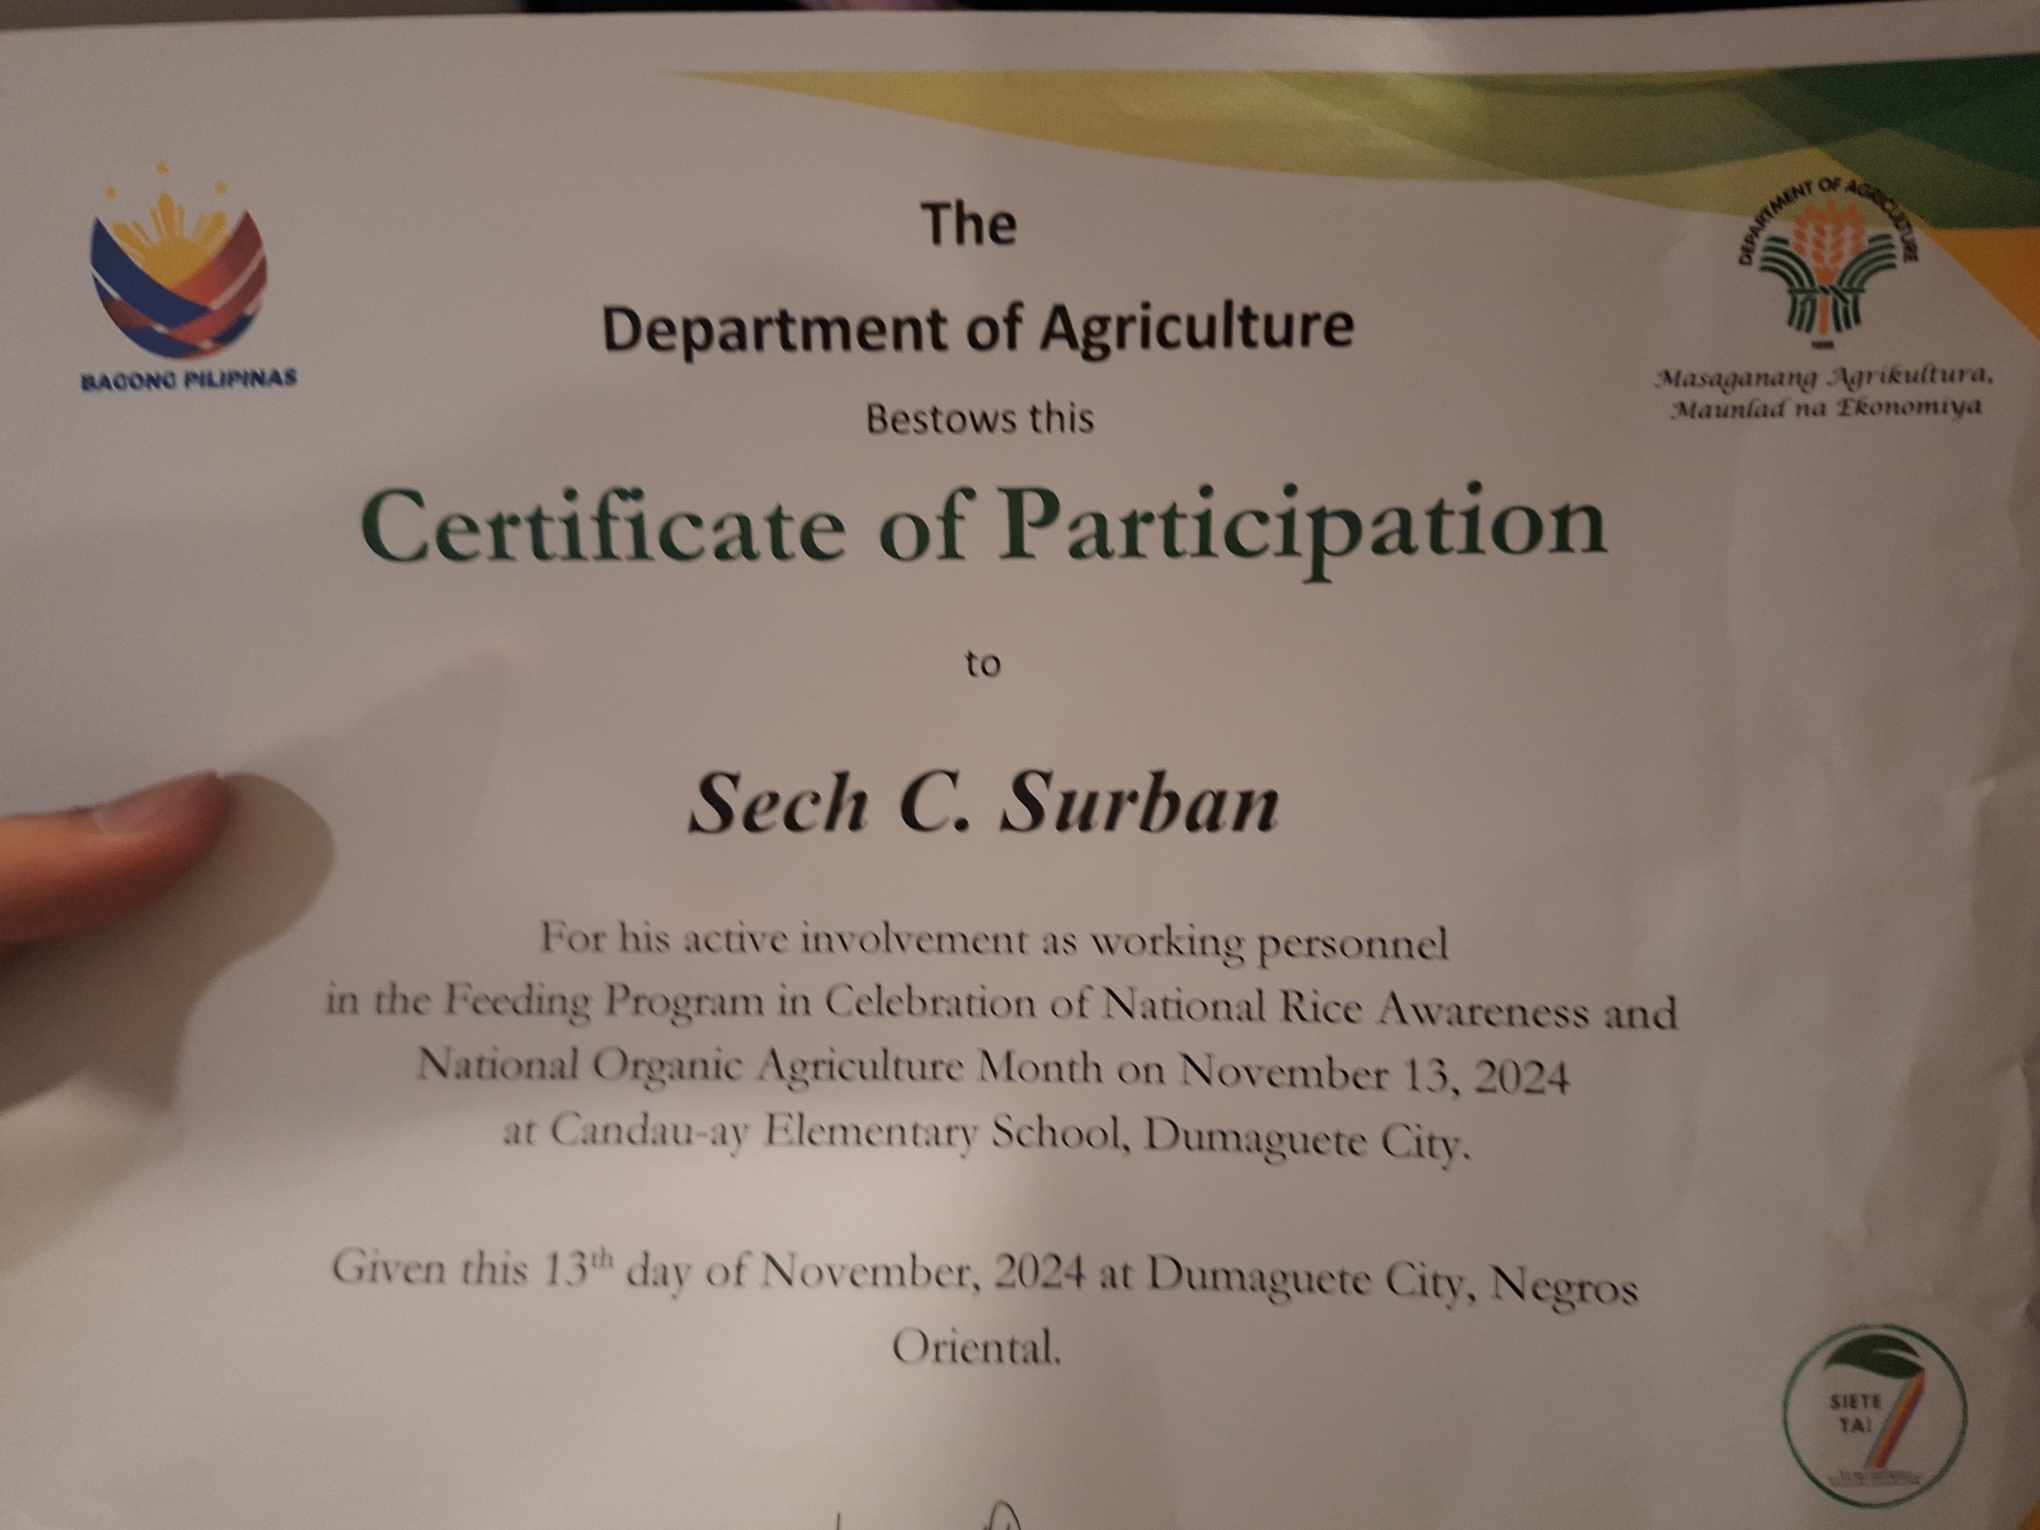 The
Department of Agriculture
Bestows this
Certificate of Participation
to
Sech C. Surban
For his active involvement as working personnel
in the Feeding Program in Celebration of National Rice Awareness and
National Organic Agriculture Month on November 13, 2024
at Candau-ay Elementary School, Dumaguete City.
Given this 13th day of November, 2024 at Dumaguete City, Negros
Oriental.
BAGONG PILIPINAS
DEPARTMENT OF AGRICULTURE
Masaganang Agrikultura,
Maunlad na Ekonomiya
SIETE
TA!
7